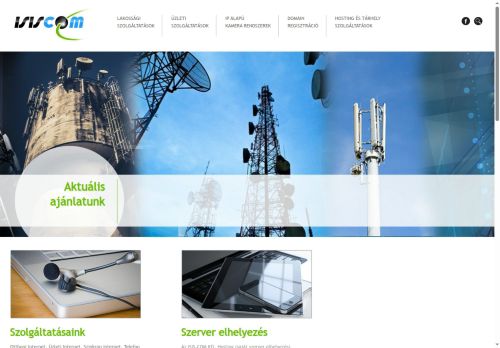 ISISCOM
LAKOSSÁGI
SZOLGÁLTATÁSOK
ÜZLETI
SZOLGÁLTATÁSOK
IP ALAPÚ
KAMERA RENDSZEREK
DOMAIN
REGISZTRÁCIÓ
HOSTING ÉS TÁRHELY
SZOLGÁLTATÁSOK
Aktuális
ajánlatunk
Szolgáltatásaink
Szerver elhelyezés